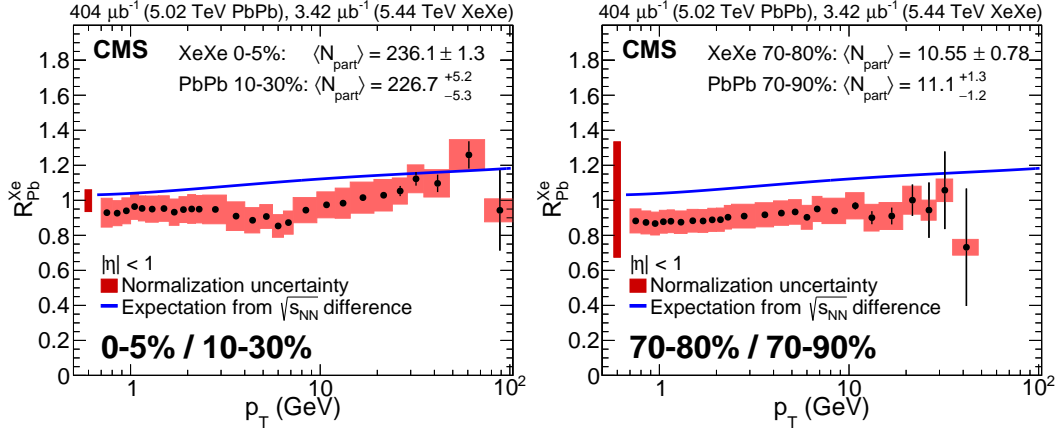 404 μb⁻¹ (5.02 TeV PbPb), 3.42 μb⁻¹ (5.44 TeV XeXe)
CMS
XeXe 0-5%: ⟨N_part⟩ = 236.1 ± 1.3
PbPb 10-30%: ⟨N_part⟩ = 226.7 +5.2 −5.3
R_Pb^Xe
2
1.8
1.6
1.4
1.2
1
0.8
0.6
0.4
0.2
0
|η| < 1
Normalization uncertainty
Expectation from √s_NN difference
0-5% / 10-30%
1 10 10²
p_T (GeV)
404 μb⁻¹ (5.02 TeV PbPb), 3.42 μb⁻¹ (5.44 TeV XeXe)
CMS
XeXe 70-80%: ⟨N_part⟩ = 10.55 ± 0.78
PbPb 70-90%: ⟨N_part⟩ = 11.1 +1.3 −1.2
R_Pb^Xe
2
1.8
1.6
1.4
1.2
1
0.8
0.6
0.4
0.2
0
|η| < 1
Normalization uncertainty
Expectation from √s_NN difference
70-80% / 70-90%
1 10 10²
p_T (GeV)